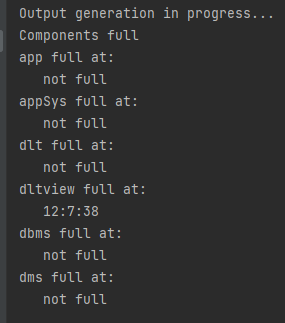 Output generation in progress...
Components full
app full at:
not full
appSys full at:
not full
dlt full at:
not full
dltview full at:
12:7:38
dbms full at:
not full
dms full at:
not full